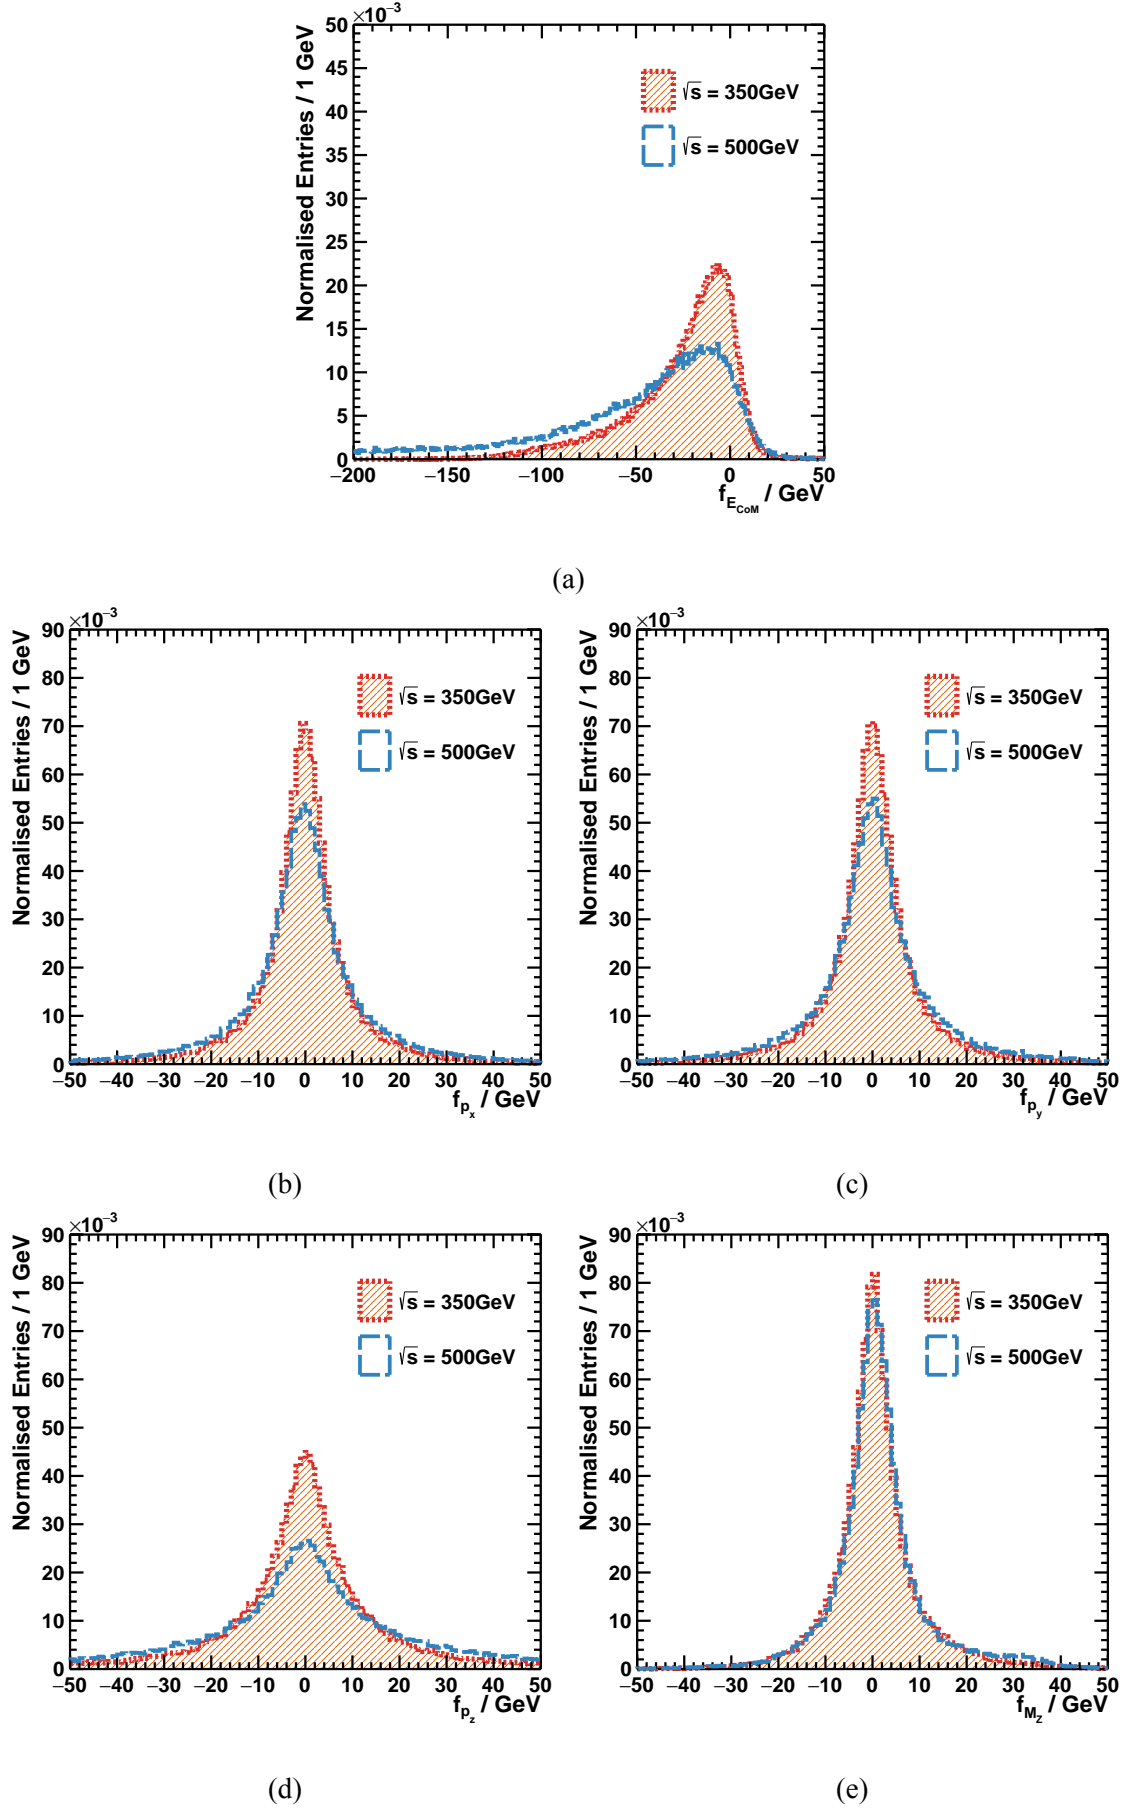 ×10⁻³
Normalised Entries / 1 GeV
50
45
40
35
30
25
20
15
10
5
0
√s = 350GeV
√s = 500GeV
−200 −150 −100 −50 0 50
f_E_CoM / GeV
(a)
×10⁻³
Normalised Entries / 1 GeV
90
80
70
60
50
40
30
20
10
0
√s = 350GeV
√s = 500GeV
−50 −40 −30 −20 −10 0 10 20 30 40 50
f_p_x / GeV
(b)
×10⁻³
Normalised Entries / 1 GeV
90
80
70
60
50
40
30
20
10
0
√s = 350GeV
√s = 500GeV
−50 −40 −30 −20 −10 0 10 20 30 40 50
f_p_y / GeV
(c)
×10⁻³
Normalised Entries / 1 GeV
90
80
70
60
50
40
30
20
10
0
√s = 350GeV
√s = 500GeV
−50 −40 −30 −20 −10 0 10 20 30 40 50
f_p_z / GeV
(d)
×10⁻³
Normalised Entries / 1 GeV
90
80
70
60
50
40
30
20
10
0
√s = 350GeV
√s = 500GeV
−50 −40 −30 −20 −10 0 10 20 30 40 50
f_M_Z / GeV
(e)